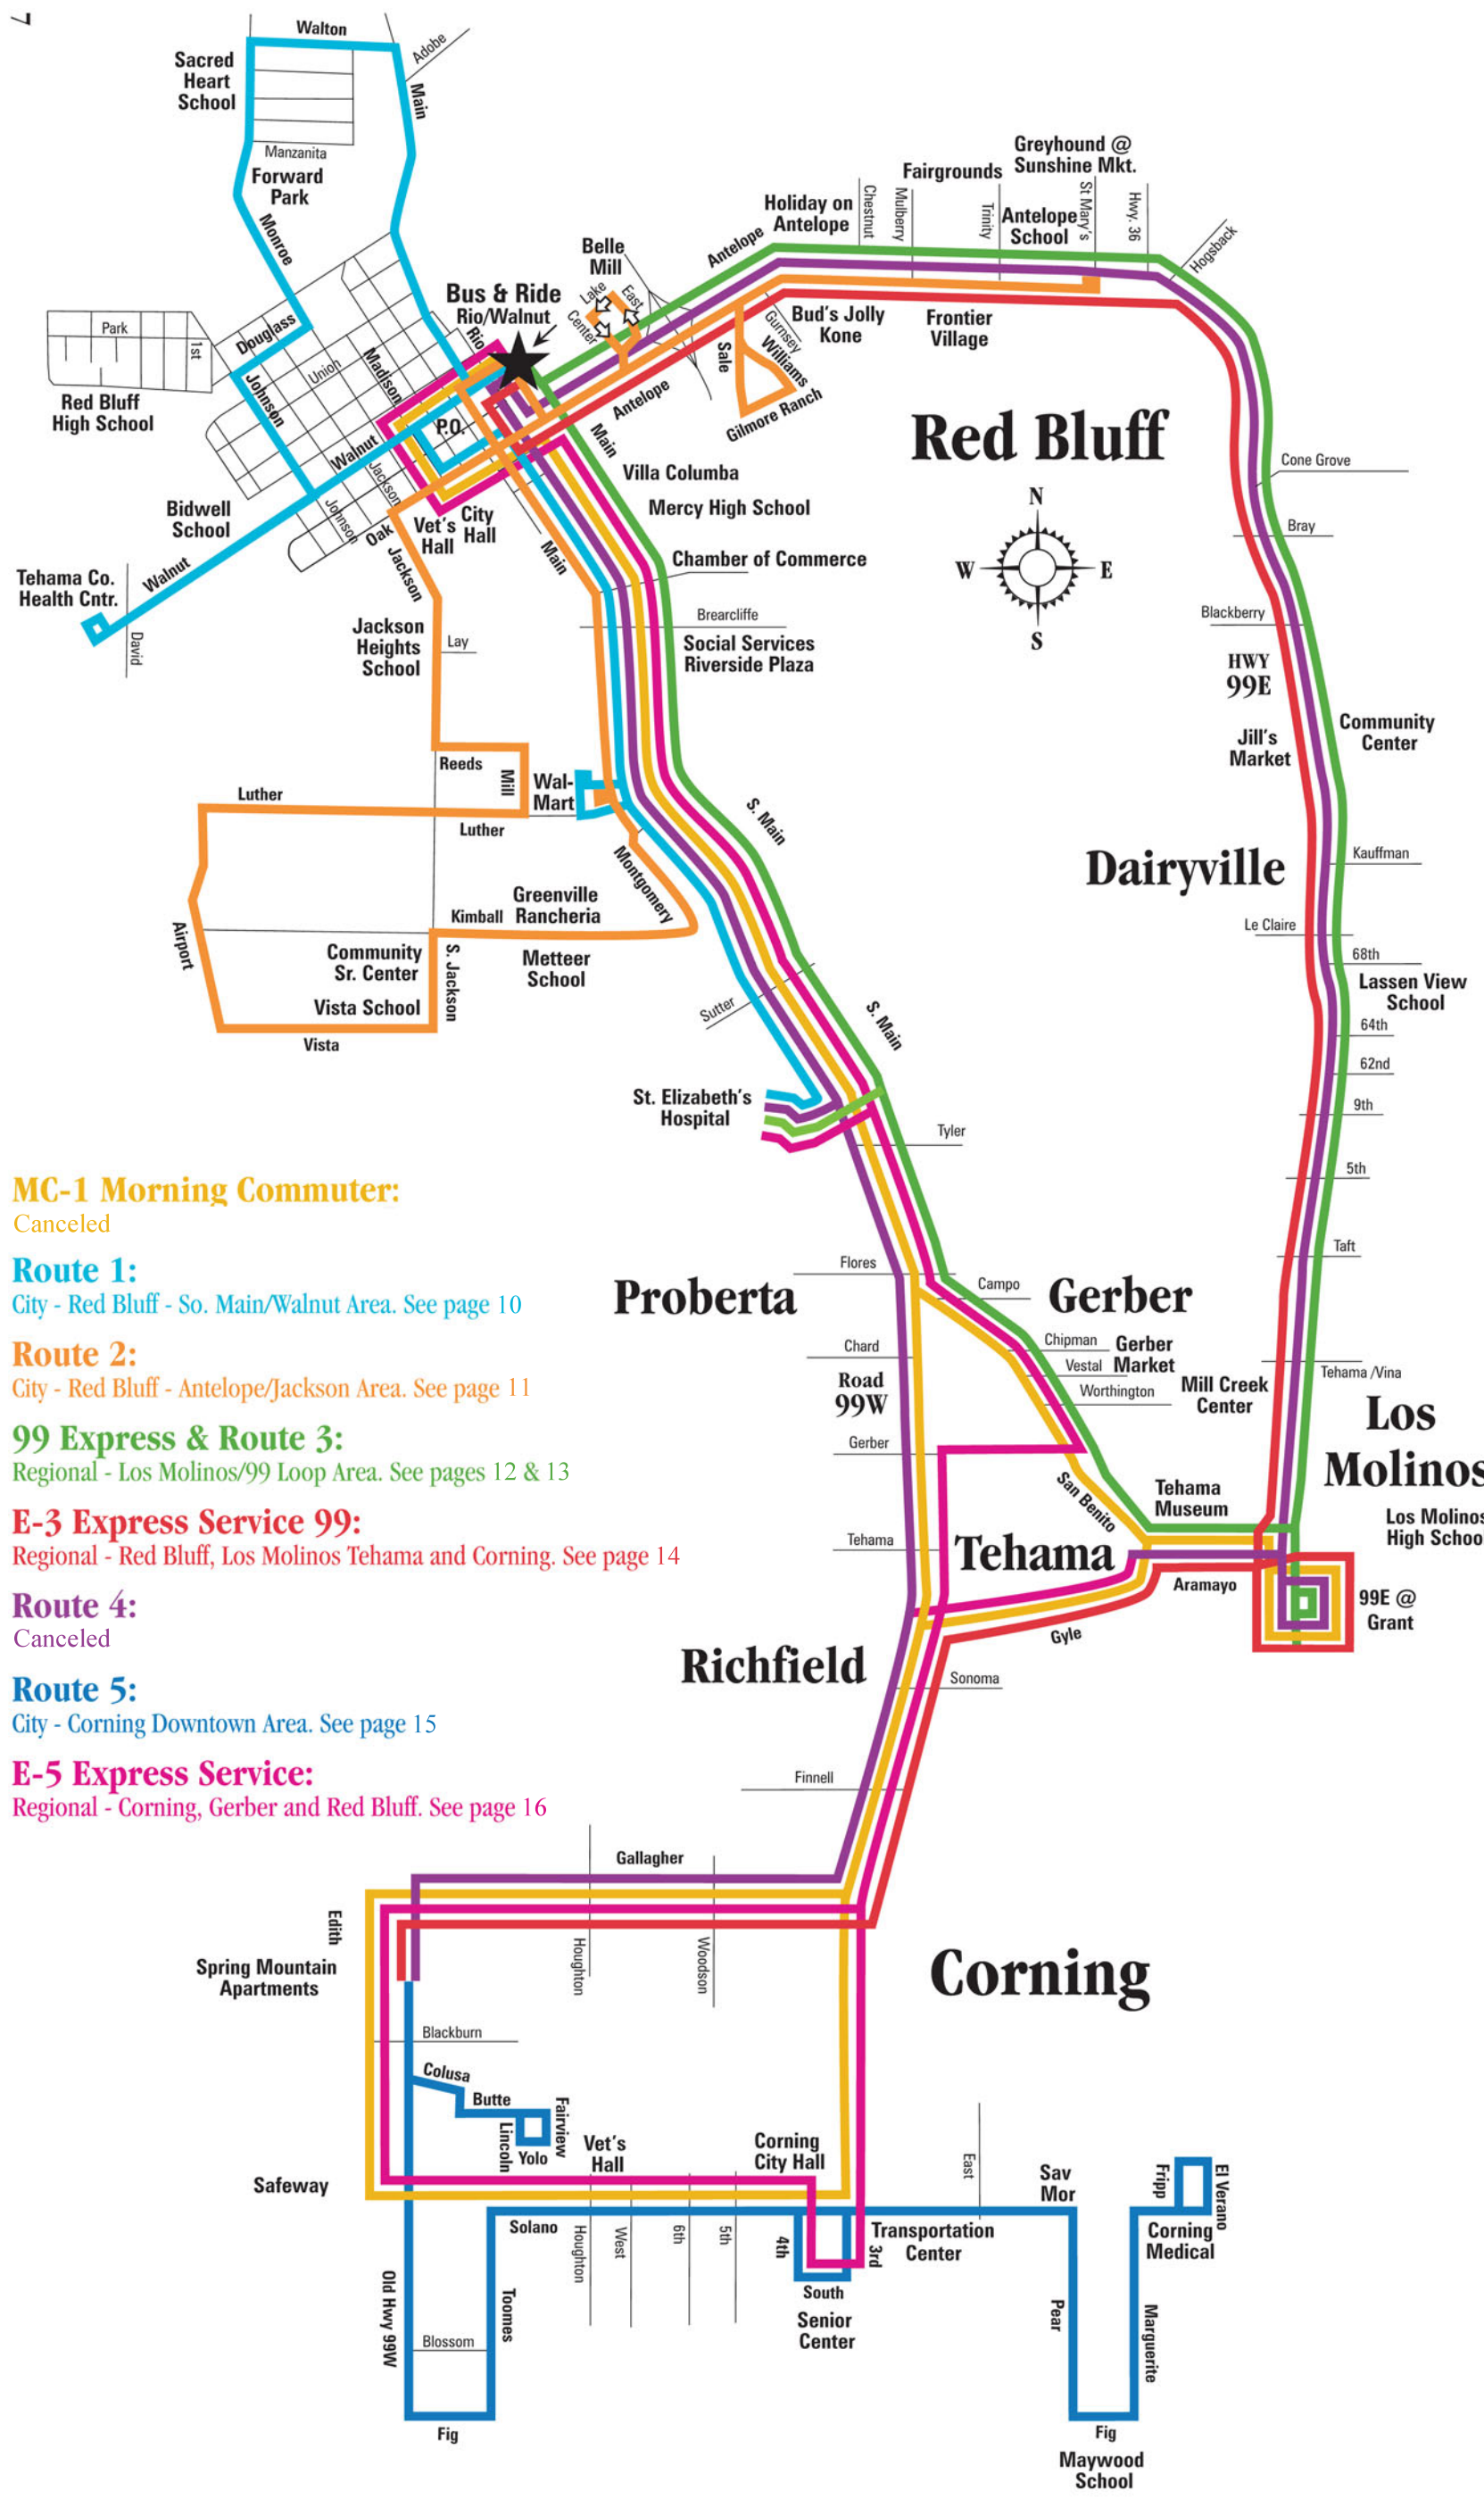 7
Walton
Adobe
Main
Sacred
Heart
School
Manzanita
Forward
Park
Monroe
Greyhound @
Sunshine Mkt.
Fairgrounds
Holiday on
Antelope
Chestnut
Mulberry
Trinity
Antelope
School
St Mary's
Hwy. 36
Hogsback
Antelope
Belle
Mill
Lake
East
Center
Bus & Ride
Rio/Walnut
Rio
Park
1st
Douglass
Union
Madison
Johnson
Red Bluff
High School
Walnut
P.O.
Jackson
Johnson
Oak
Bidwell
School
Vet's
Hall
City
Hall
Jackson
Main
Main
Antelope
Sale
Gurnsey
Williams
Gilmore Ranch
Bud's Jolly
Kone
Frontier
Village
Red Bluff
N
W
E
S
Villa Columba
Mercy High School
Chamber of Commerce
Brearcliffe
Social Services
Riverside Plaza
Cone Grove
Bray
Blackberry
HWY
99E
Jill's
Market
Community
Center
Tehama Co.
Health Cntr.
Walnut
David
Jackson
Heights
School
Lay
Reeds
Mill
Wal-
Mart
Luther
Luther
Montgomery
S. Main
Dairyville
Kauffman
Le Claire
68th
Lassen View
School
64th
62nd
9th
5th
Taft
Greenville
Rancheria
Kimball
Airport
Community
Sr. Center
Vista School
S. Jackson
Metteer
School
Vista
Sutter
S. Main
St. Elizabeth's
Hospital
Tyler
MC-1 Morning Commuter:
Canceled
Route 1:
City - Red Bluff - So. Main/Walnut Area. See page 10
Route 2:
City - Red Bluff - Antelope/Jackson Area. See page 11
99 Express & Route 3:
Regional - Los Molinos/99 Loop Area. See pages 12 & 13
E-3 Express Service 99:
Regional - Red Bluff, Los Molinos Tehama and Corning. See page 14
Route 4:
Canceled
Route 5:
City - Corning Downtown Area. See page 15
E-5 Express Service:
Regional - Corning, Gerber and Red Bluff. See page 16
Flores
Proberta
Campo
Gerber
Chard
Chipman
Gerber
Market
Vestal
Worthington
Road
99W
Mill Creek
Center
Tehama /Vina
Los
Molinos
Gerber
San Benito
Tehama
Museum
Los Molinos
High Schoo
Tehama
Tehama
Aramayo
99E @
Grant
Gyle
Richfield
Sonoma
Finnell
Gallagher
Edith
Houghton
Woodson
Corning
Spring Mountain
Apartments
Blackburn
Colusa
Butte
Lincoln
Fairview
Yolo
Vet's
Hall
Corning
City Hall
East
Sav
Mor
Fripp
El Verano
Safeway
Solano
Houghton
West
6th
5th
4th
3rd
Transportation
Center
Corning
Medical
South
Senior
Center
Old Hwy 99W
Toomes
Blossom
Pear
Marguerite
Fig
Fig
Maywood
School